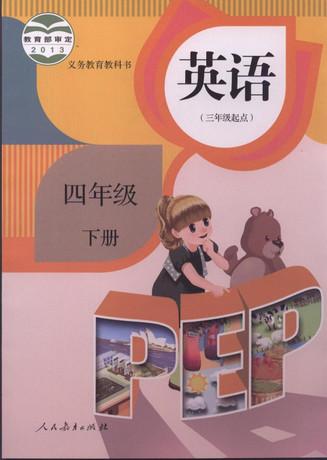 教育部审定
2013
义务教育教科书
英语
（三年级起点）
四年级
下册
PEP
人民教育出版社